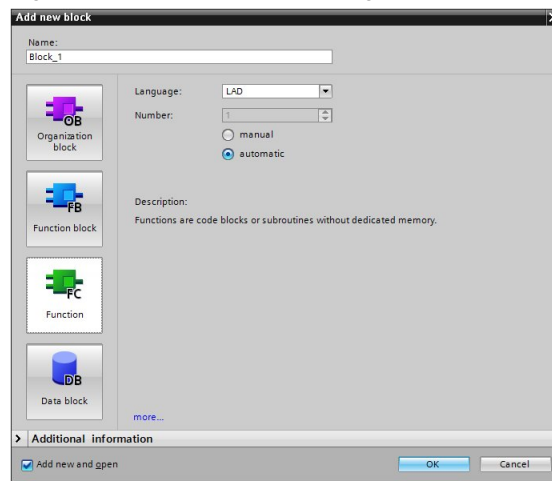 Add new block
Name:
Block_1
OB
Organization
block
FB
Function block
FC
Function
DB
Data block
Language:
LAD
Number:
1
manual
automatic
Description:
Functions are code blocks or subroutines without dedicated memory.
more...
> Additional information
Add new and open
OK
Cancel